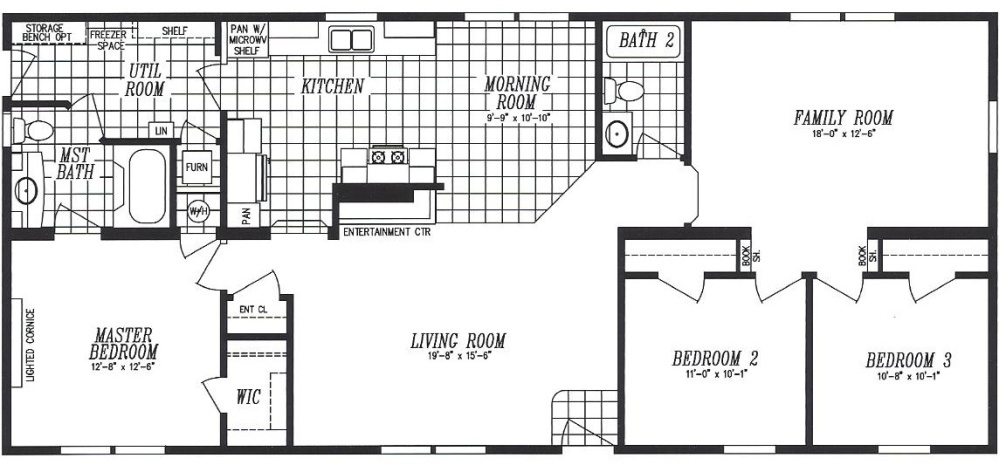 STORAGE
BENCH OPT
FREEZER
SPACE
SHELF
PAN W/
MICROWV
SHELF
UTIL
ROOM
KITCHEN
MORNING
ROOM
9'-9" x 10'-10"
BATH 2
FAMILY ROOM
18'-0" x 12'-6"
LIN
MST
BATH
FURN
W/H
PAN
ENTERTAINMENT CTR
BOOK
SH.
BOOK
SH.
ENT CL
LIGHTED CORNICE
MASTER
BEDROOM
12'-8" x 12'-6"
WIC
LIVING ROOM
19'-8" x 15'-6"
BEDROOM 2
11'-0" x 10'-1"
BEDROOM 3
10'-8" x 10'-1"